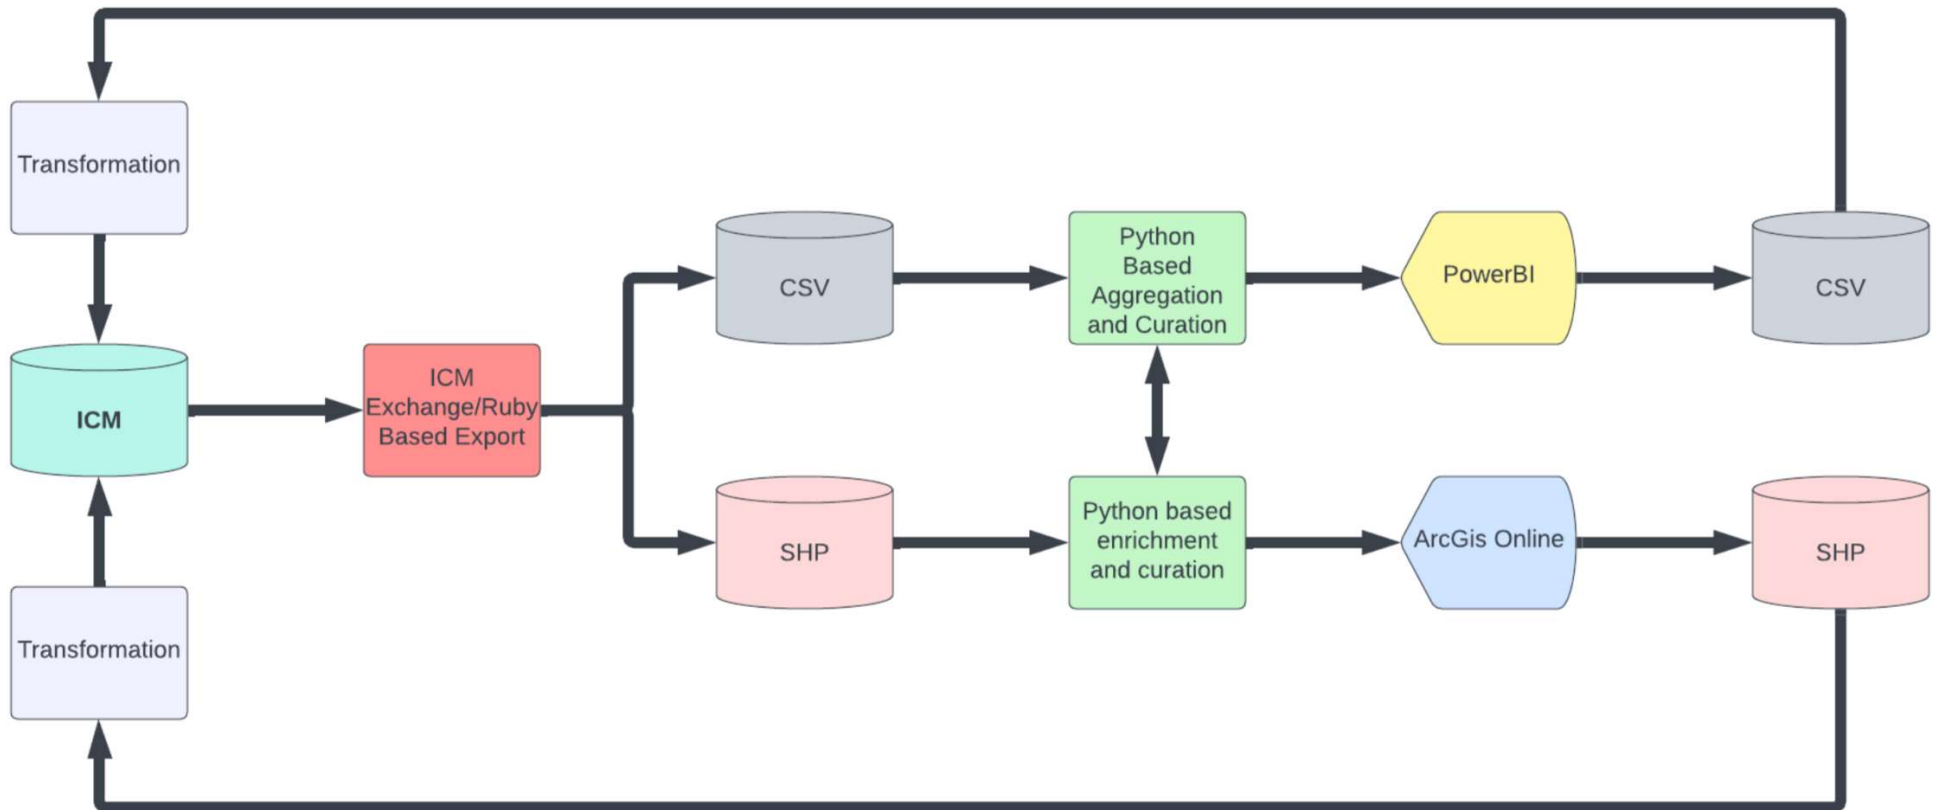 Transformation
Python
Based
Aggregation
and Curation
PowerBI
CSV
CSV
ICM
Exchange/Ruby
Based Export
ICM
Python based
enrichment
and curation
ArcGis Online
SHP
SHP
Transformation